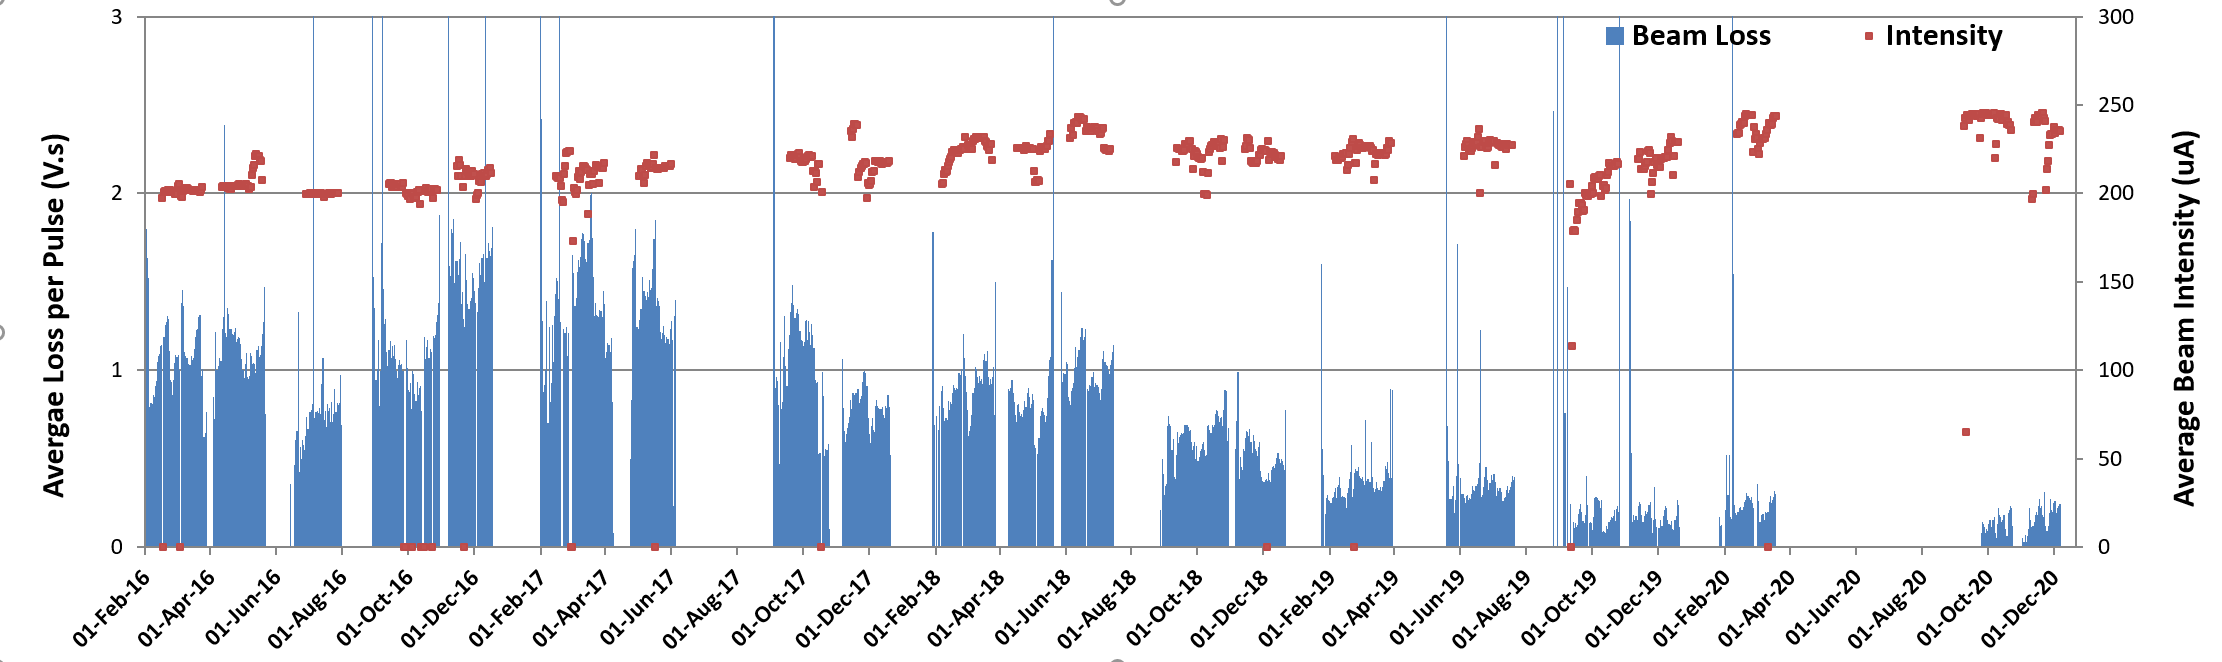 Avergae Loss per Pulse (V.s)
3
2
1
0
Beam Loss
Intensity
300
250
200
150
100
50
0
Average Beam Intensity (uA)
01-Feb-16
01-Apr-16
01-Jun-16
01-Aug-16
01-Oct-16
01-Dec-16
01-Feb-17
01-Apr-17
01-Jun-17
01-Aug-17
01-Oct-17
01-Dec-17
01-Feb-18
01-Apr-18
01-Jun-18
01-Aug-18
01-Oct-18
01-Dec-18
01-Feb-19
01-Apr-19
01-Jun-19
01-Aug-19
01-Oct-19
01-Dec-19
01-Feb-20
01-Apr-20
01-Jun-20
01-Aug-20
01-Oct-20
01-Dec-20